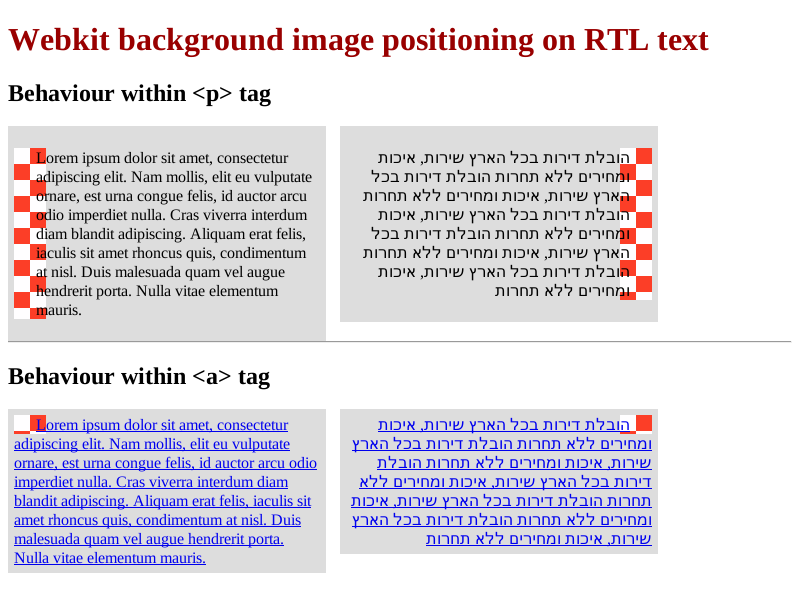 Webkit background image positioning on RTL text
Behaviour within <p> tag
Lorem ipsum dolor sit amet, consectetur
adipiscing elit. Nam mollis, elit eu vulputate
ornare, est urna congue felis, id auctor arcu
odio imperdiet nulla. Cras viverra interdum
diam blandit adipiscing. Aliquam erat felis,
iaculis sit amet rhoncus quis, condimentum
at nisl. Duis malesuada quam vel augue
hendrerit porta. Nulla vitae elementum
mauris.
הובלת דירות בכל הארץ שירות, איכות
ומחירים ללא תחרות הובלת דירות בכל
הארץ שירות, איכות ומחירים ללא תחרות
הובלת דירות בכל הארץ שירות, איכות
ומחירים ללא תחרות הובלת דירות בכל
הארץ שירות, איכות ומחירים ללא תחרות
הובלת דירות בכל הארץ שירות, איכות
ומחירים ללא תחרות
Behaviour within <a> tag
Lorem ipsum dolor sit amet, consectetur
adipiscing elit. Nam mollis, elit eu vulputate
ornare, est urna congue felis, id auctor arcu odio
imperdiet nulla. Cras viverra interdum diam
blandit adipiscing. Aliquam erat felis, iaculis sit
amet rhoncus quis, condimentum at nisl. Duis
malesuada quam vel augue hendrerit porta.
Nulla vitae elementum mauris.
הובלת דירות בכל הארץ שירות, איכות
ומחירים ללא תחרות הובלת דירות בכל הארץ
שירות, איכות ומחירים ללא תחרות הובלת
דירות בכל הארץ שירות, איכות ומחירים ללא
תחרות הובלת דירות בכל הארץ שירות, איכות
ומחירים ללא תחרות הובלת דירות בכל הארץ
שירות, איכות ומחירים ללא תחרות